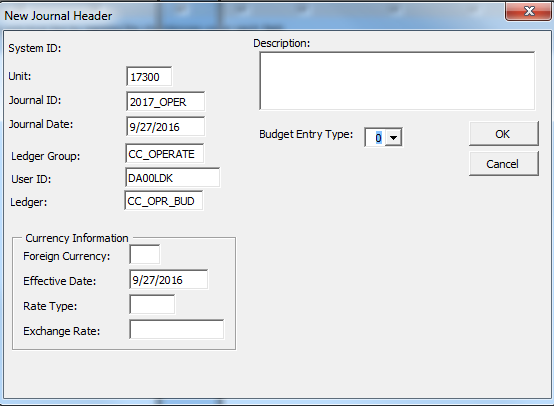 New Journal Header
System ID:
Description:
Unit: 17300
Journal ID: 2017_OPER
Journal Date: 9/27/2016
Budget Entry Type: 0
OK
Cancel
Ledger Group: CC_OPERATE
User ID: DA00LDK
Ledger: CC_OPR_BUD
Currency Information
Foreign Currency:
Effective Date: 9/27/2016
Rate Type:
Exchange Rate: